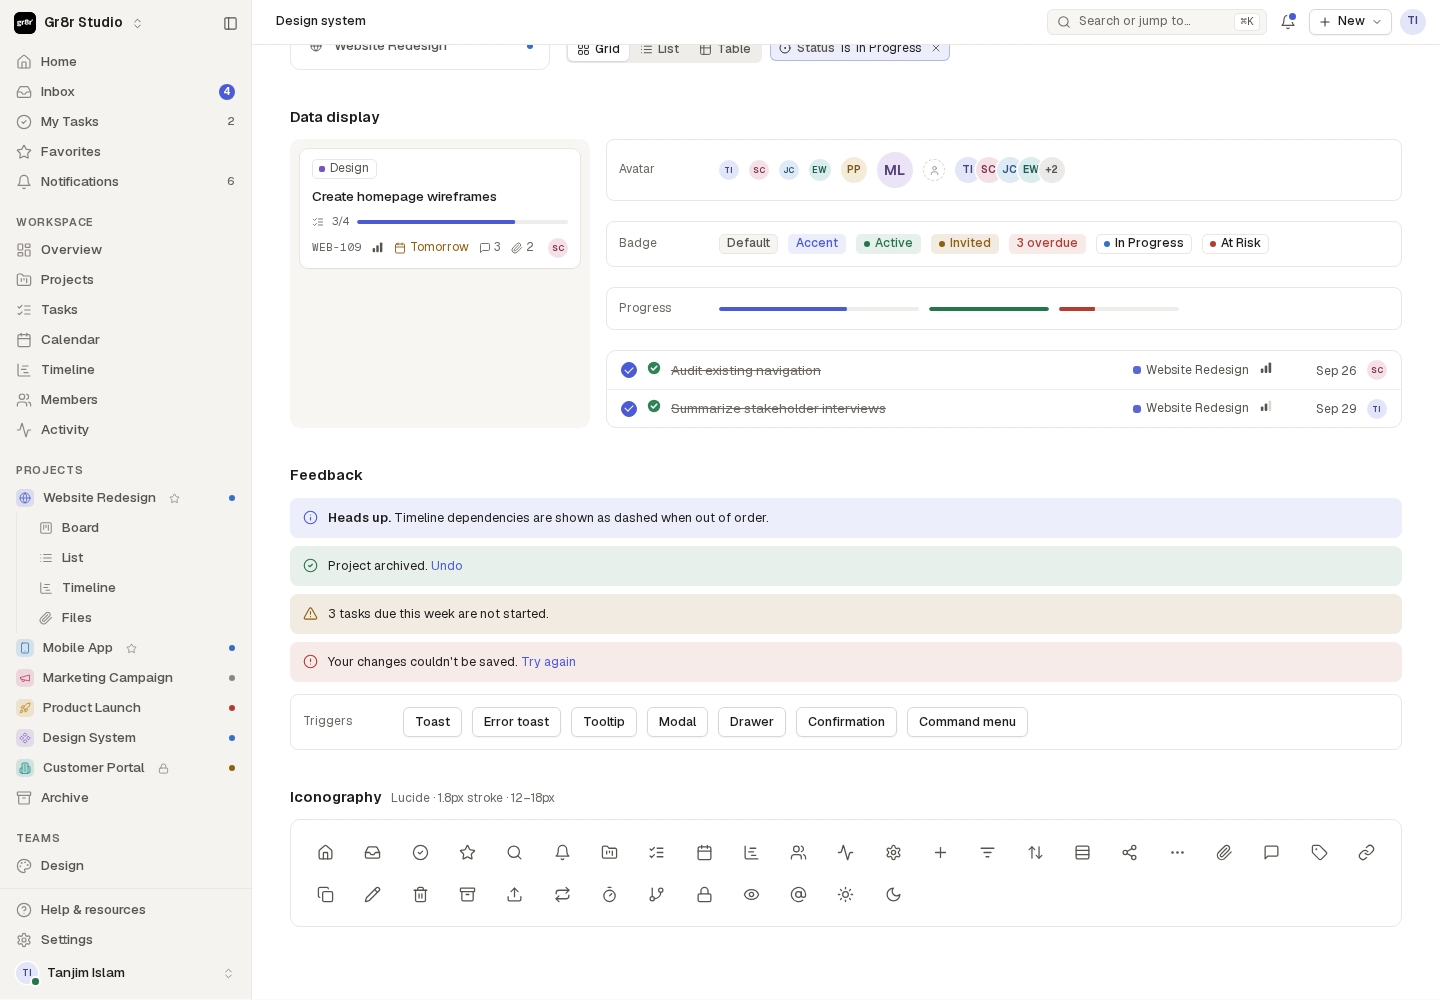 gr8r Gr8r Studio
Design system
Search or jump to...
⌘K
New
TI
Home
Inbox 4
My Tasks 2
Favorites
Notifications 6
WORKSPACE
Overview
Projects
Tasks
Calendar
Timeline
Members
Activity
PROJECTS
Website Redesign
Board
List
Timeline
Files
Mobile App
Marketing Campaign
Product Launch
Design System
Customer Portal
Archive
TEAMS
Design
Help & resources
Settings
TI Tanjim Islam
Website Redesign
Grid List Table
Status is In Progress
Data display
Design
Create homepage wireframes
3/4
WEB-109 Tomorrow 3 2 SC
Avatar TI SC JC EW PP ML TI SC JC EW +2
Badge Default Accent Active Invited 3 overdue In Progress At Risk
Progress
Audit existing navigation Website Redesign Sep 26 SC
Summarize stakeholder interviews Website Redesign Sep 29 TI
Feedback
Heads up. Timeline dependencies are shown as dashed when out of order.
Project archived. Undo
3 tasks due this week are not started.
Your changes couldn't be saved. Try again
Triggers Toast Error toast Tooltip Modal Drawer Confirmation Command menu
Iconography Lucide · 1.8px stroke · 12–18px